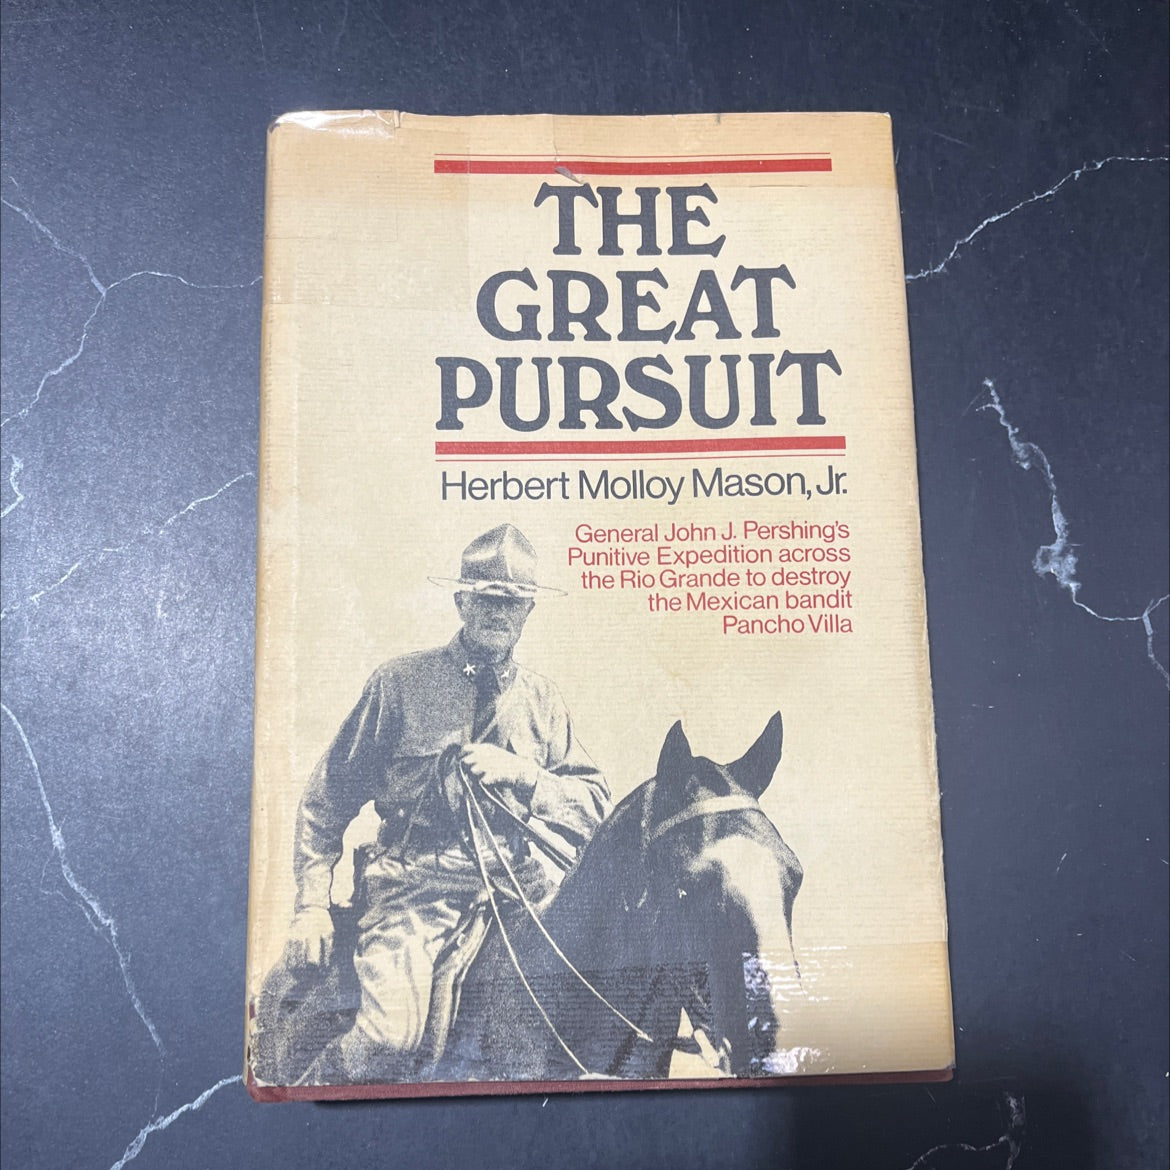 THE
GREAT
PURSUIT
Herbert Molloy Mason, Jr.
General John J. Pershing's
Punitive Expedition across
the Rio Grande to destroy
the Mexican bandit
Pancho Villa